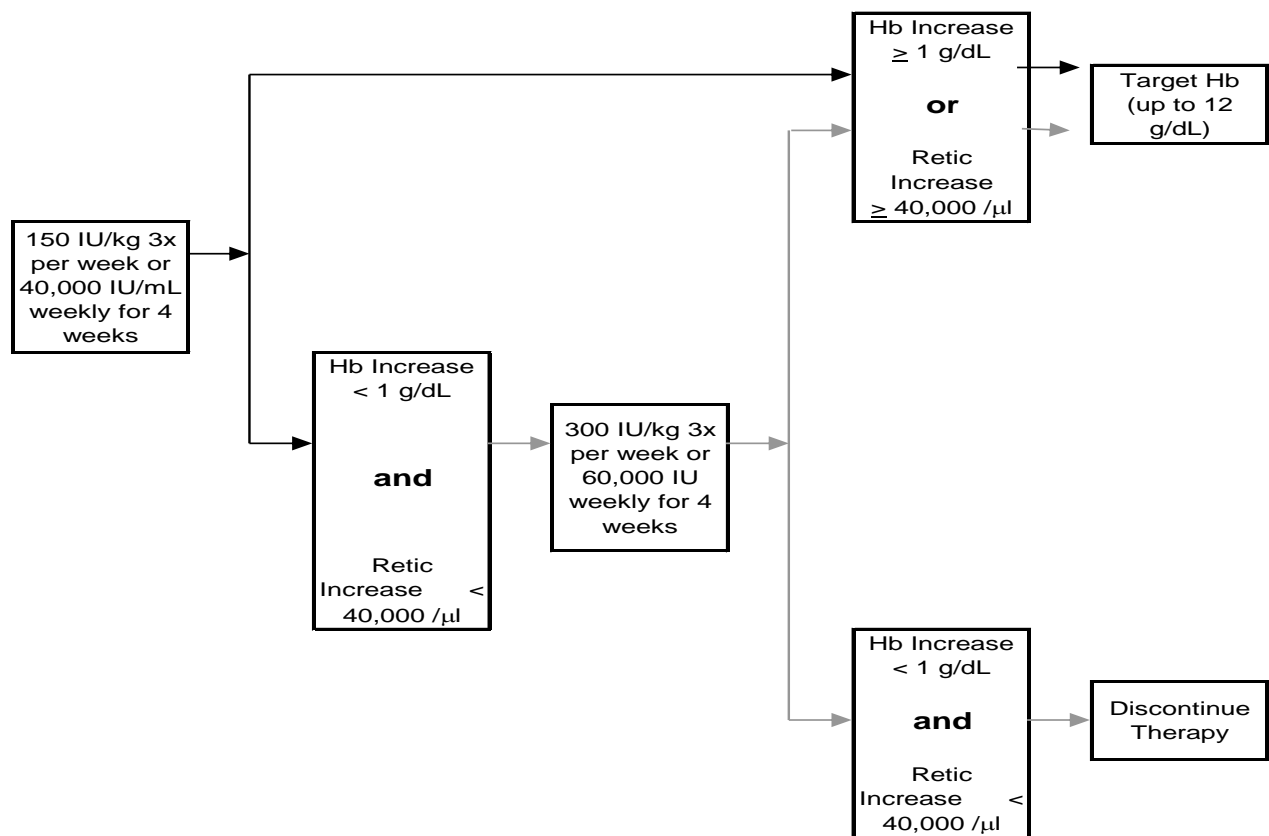 150 IU/kg 3x
per week or
40,000 IU/mL
weekly for 4
weeks
Hb Increase
< 1 g/dL
and
Retic
Increase <
40,000 /μl
300 IU/kg 3x
per week or
60,000 IU
weekly for 4
weeks
Hb Increase
≥ 1 g/dL
or
Retic
Increase
≥ 40,000 /μl
Target Hb
(up to 12
g/dL)
Hb Increase
< 1 g/dL
and
Retic
Increase <
40,000 /μl
Discontinue
Therapy